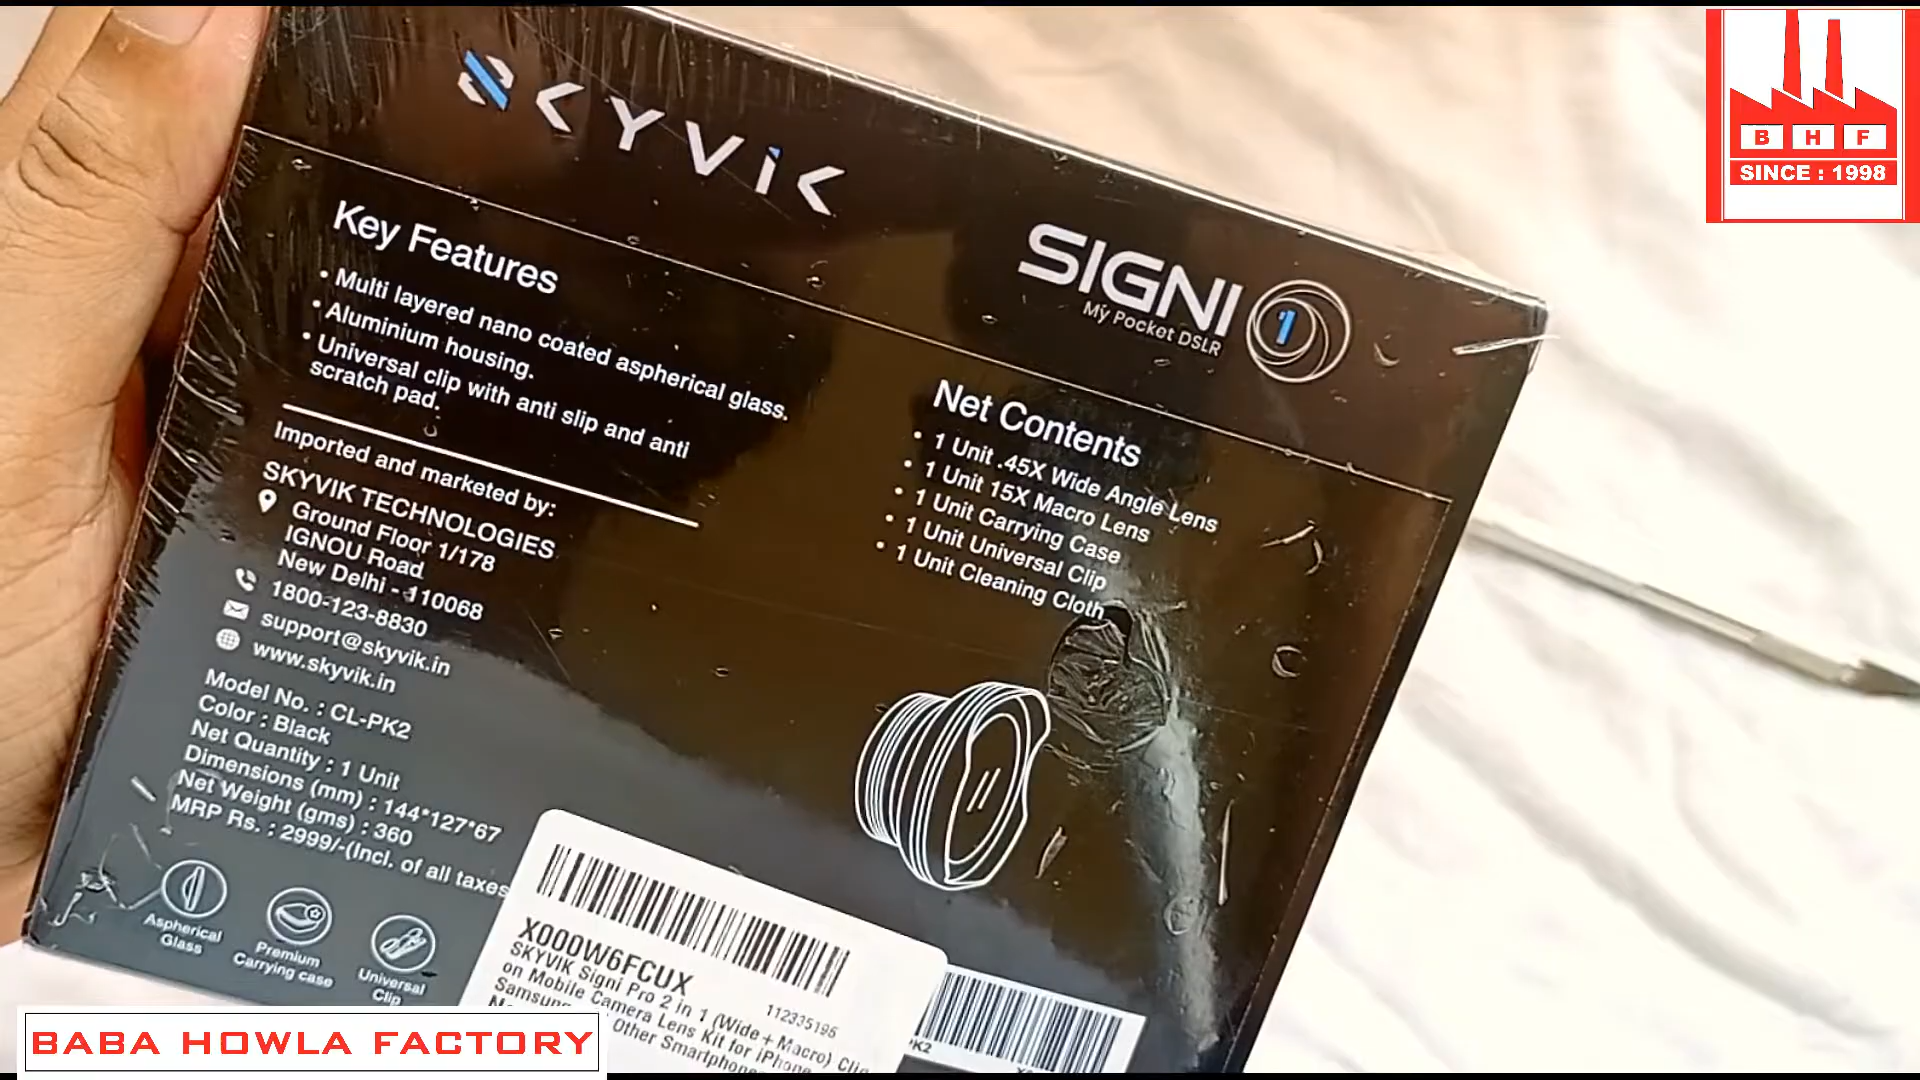 SKYVIK
B H F
SINCE : 1998
SIGNI 1
My Pocket DSLR
Key Features
• Multi layered nano coated aspherical glass.
• Aluminium housing.
• Universal clip with anti slip and anti
scratch pad.
Imported and marketed by:
SKYVIK TECHNOLOGIES
Ground Floor 1/178
IGNOU Road
New Delhi - 110068
1800-123-8830
support@skyvik.in
www.skyvik.in
Model No. : CL-PK2
Color : Black
Net Quantity : 1 Unit
Dimensions (mm) : 144*127*67
Net Weight (gms) : 360
MRP Rs. : 2999/-(Incl. of all taxes
Aspherical
Glass
Premium
Carrying case
Universal
Clip
Net Contents
• 1 Unit .45X Wide Angle Lens
• 1 Unit 15X Macro Lens
• 1 Unit Carrying Case
• 1 Unit Universal Clip
• 1 Unit Cleaning Cloth
X000W6FCUX
112335195
SKYVIK Signi Pro 2 in 1 (Wide+Macro) Clip
on Mobile Camera Lens Kit for iPhone
Samsung Other Smartphone
PK2
BABA HOWLA FACTORY